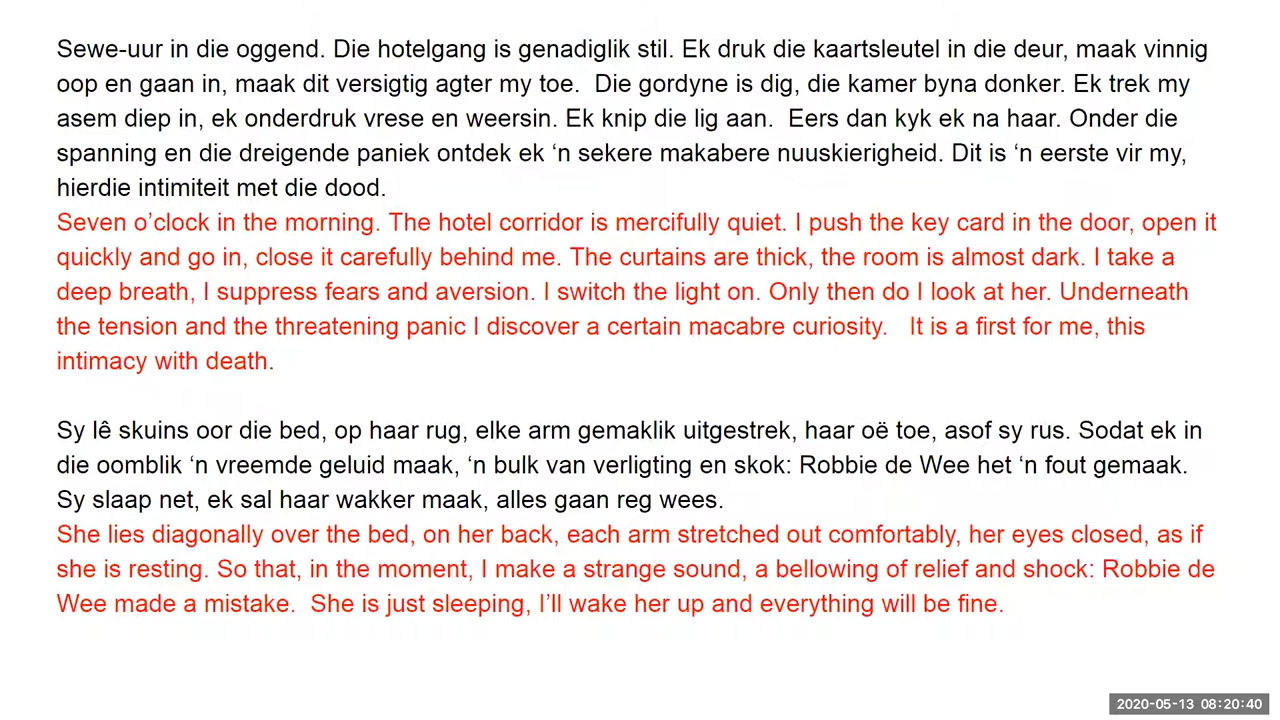 Sewe-uur in die oggend. Die hotelgang is genadiglik stil. Ek druk die kaartsleutel in die deur, maak vinnig
oop en gaan in, maak dit versigtig agter my toe.  Die gordyne is dig, die kamer byna donker. Ek trek my
asem diep in, ek onderdruk vrese en weersin. Ek knip die lig aan.  Eers dan kyk ek na haar. Onder die
spanning en die dreigende paniek ontdek ek ‘n sekere makabere nuuskierigheid. Dit is ‘n eerste vir my,
hierdie intimiteit met die dood.
Seven o’clock in the morning. The hotel corridor is mercifully quiet. I push the key card in the door, open it
quickly and go in, close it carefully behind me. The curtains are thick, the room is almost dark. I take a
deep breath, I suppress fears and aversion. I switch the light on. Only then do I look at her. Underneath
the tension and the threatening panic I discover a certain macabre curiosity.   It is a first for me, this
intimacy with death.
Sy lê skuins oor die bed, op haar rug, elke arm gemaklik uitgestrek, haar oë toe, asof sy rus. Sodat ek in
die oomblik ‘n vreemde geluid maak, ‘n bulk van verligting en skok: Robbie de Wee het ‘n fout gemaak.
Sy slaap net, ek sal haar wakker maak, alles gaan reg wees.
She lies diagonally over the bed, on her back, each arm stretched out comfortably, her eyes closed, as if
she is resting. So that, in the moment, I make a strange sound, a bellowing of relief and shock: Robbie de
Wee made a mistake.  She is just sleeping, I’ll wake her up and everything will be fine.
2020-05-13 08:20:40